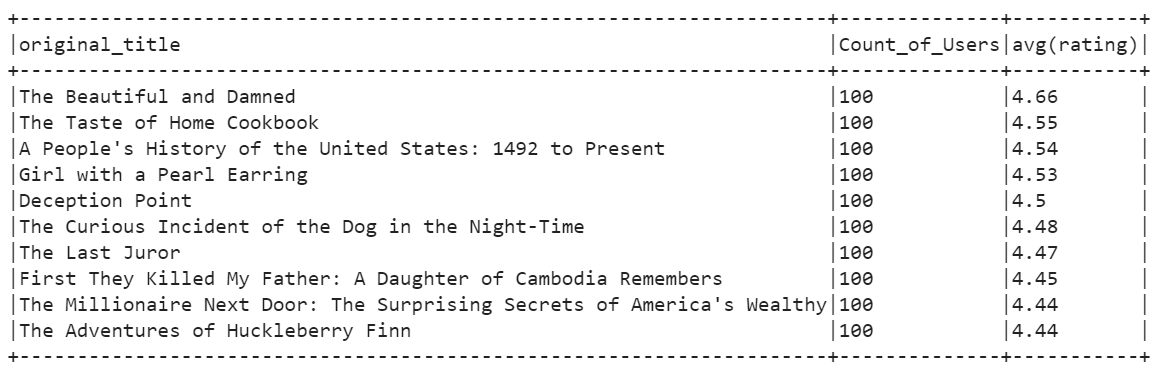 +----------------------------------------------------------------------+--------------+-----------+
|original_title                                                        |Count_of_Users|avg(rating)|
+----------------------------------------------------------------------+--------------+-----------+
|The Beautiful and Damned                                              |100           |4.66       |
|The Taste of Home Cookbook                                            |100           |4.55       |
|A People's History of the United States: 1492 to Present              |100           |4.54       |
|Girl with a Pearl Earring                                             |100           |4.53       |
|Deception Point                                                       |100           |4.5        |
|The Curious Incident of the Dog in the Night-Time                     |100           |4.48       |
|The Last Juror                                                        |100           |4.47       |
|First They Killed My Father: A Daughter of Cambodia Remembers         |100           |4.45       |
|The Millionaire Next Door: The Surprising Secrets of America's Wealthy|100           |4.44       |
|The Adventures of Huckleberry Finn                                    |100           |4.44       |
+----------------------------------------------------------------------+--------------+-----------+